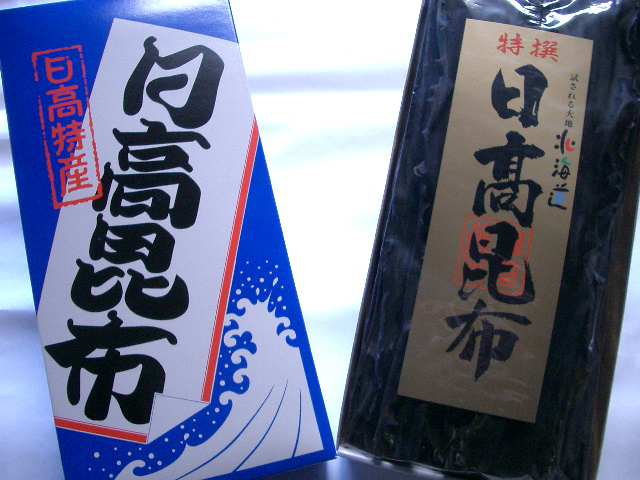 日高昆布
日高特産
特撰
日高昆布
試される大地
北海道